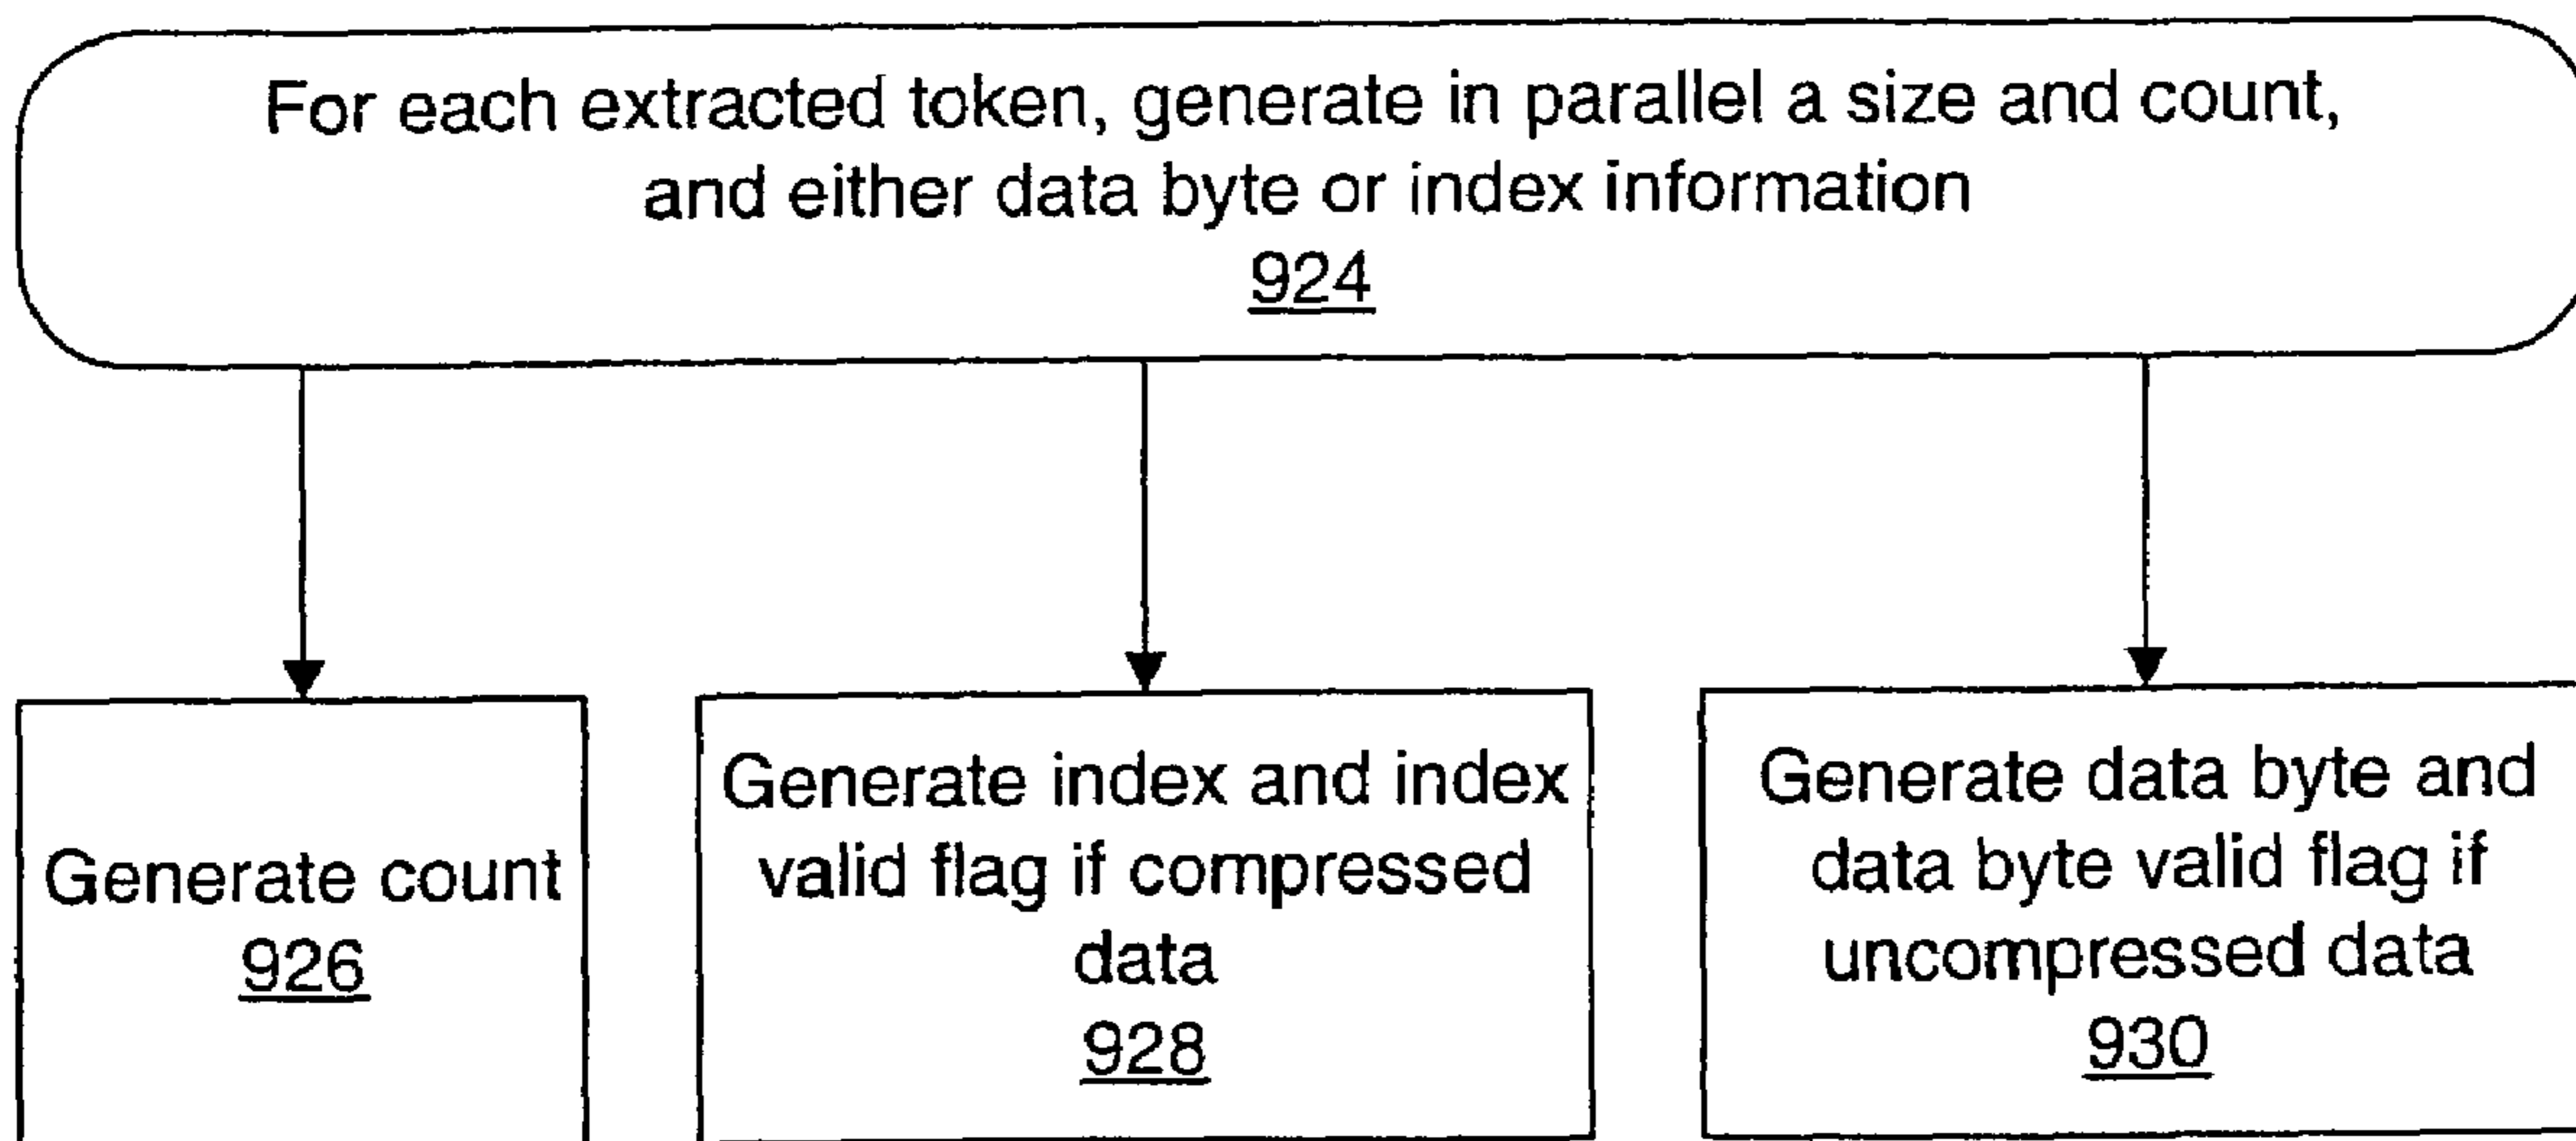 For each extracted token, generate in parallel a size and count,
and either data byte or index information
924
Generate count
926
Generate index and index
valid flag if compressed
data
928
Generate data byte and
data byte valid flag if
uncompressed data
930